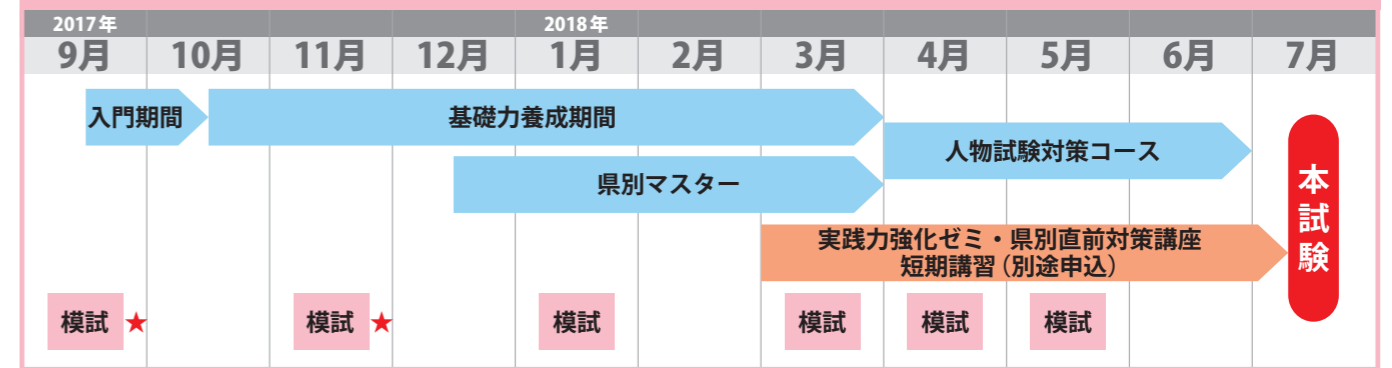 2017年 2018年
9月 10月 11月 12月 1月 2月 3月 4月 5月 6月 7月
入門期間
基礎力養成期間
人物試験対策コース
県別マスター
実践力強化ゼミ・県別直前対策講座
短期講習（別途申込）
本試験
模試★ 模試★ 模試 模試 模試 模試